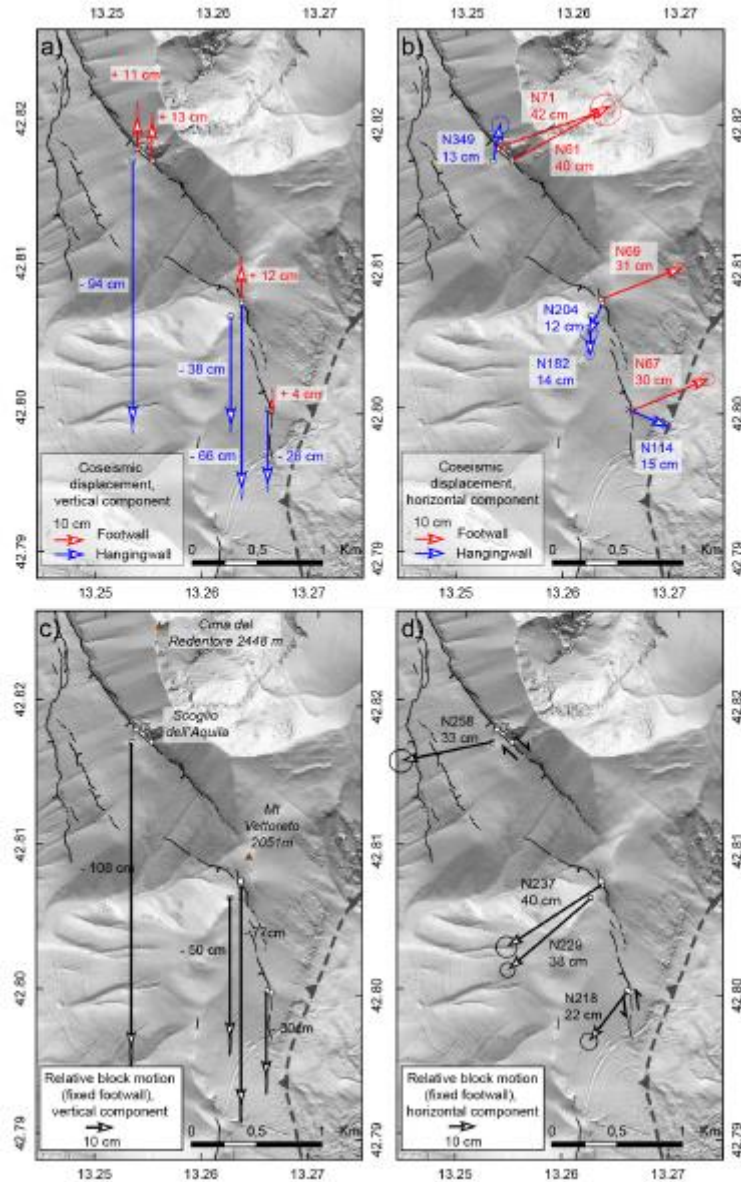 13.25 13.26 13.27
13.25 13.26 13.27
a)
+ 11 cm
+ 13 cm
- 94 cm
+ 12 cm
- 38 cm
+ 4 cm
- 66 cm
- 26 cm
Coseismic
displacement,
vertical component
10 cm
Footwall
Hangingwall
0 0,5 1
Km
42.82
42.81
42.80
42.79
b)
N71
42 cm
N349
13 cm
N61
40 cm
N69
31 cm
N204
12 cm
N182
14 cm
N67
30 cm
N114
15 cm
Coseismic
displacement,
horizontal component
10 cm
Footwall
Hangingwall
0 0,5 1
Km
42.82
42.81
42.80
42.79
13.25 13.26 13.27
13.25 13.26 13.27
c)
Cima del
Redentore 2448 m
Scoglio
dell'Aquila
Mt
Vettoreto
2051m
- 108 cm
- 50 cm
- 77cm
Relative block motion
(fixed footwall),
vertical component
10 cm
0 0,5 1
Km
42.82
42.81
42.80
42.79
d)
N258
33 cm
N237
40 cm
N229
38 cm
N218
22 cm
Relative block motion
(fixed footwall),
horizontal component
10 cm
0 0,5 1
Km
42.82
42.81
42.80
42.79
13.25 13.26 13.27
13.25 13.26 13.27